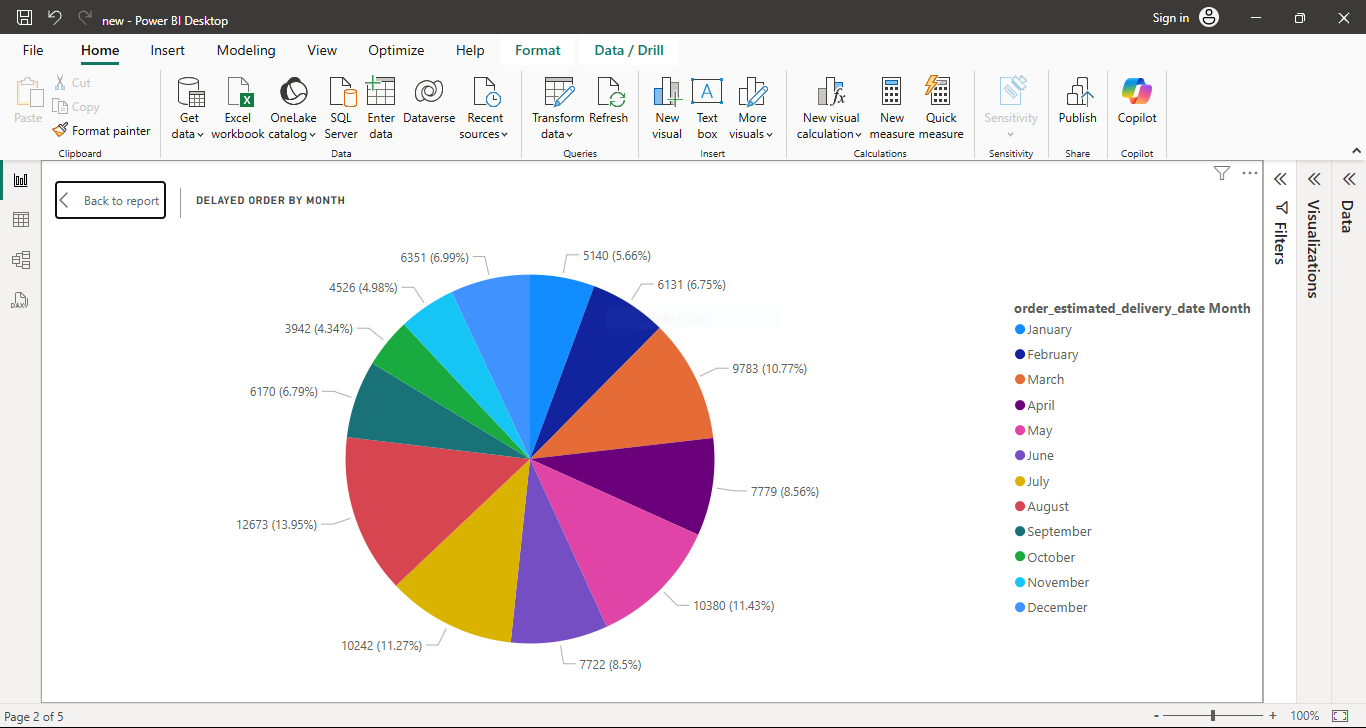 new - Power BI Desktop
Sign in
File Home Insert Modeling View Optimize Help Format Data / Drill
Paste
Cut
Copy
Format painter
Clipboard
Get data
Excel workbook
OneLake catalog
SQL Server
Enter data
Dataverse
Recent sources
Data
Transform data
Refresh
Queries
New visual
Text box
More visuals
Insert
New visual calculation
New measure
Quick measure
Calculations
Sensitivity
Sensitivity
Publish
Share
Copilot
Copilot
Back to report
DELAYED ORDER BY MONTH
6351 (6.99%)
5140 (5.66%)
4526 (4.98%)
6131 (6.75%)
3942 (4.34%)
9783 (10.77%)
6170 (6.79%)
7779 (8.56%)
12673 (13.95%)
10380 (11.43%)
10242 (11.27%)
7722 (8.5%)
order_estimated_delivery_date Month
January
February
March
April
May
June
July
August
September
October
November
December
Filters
Visualizations
Data
DAX
Page 2 of 5
- + 100%